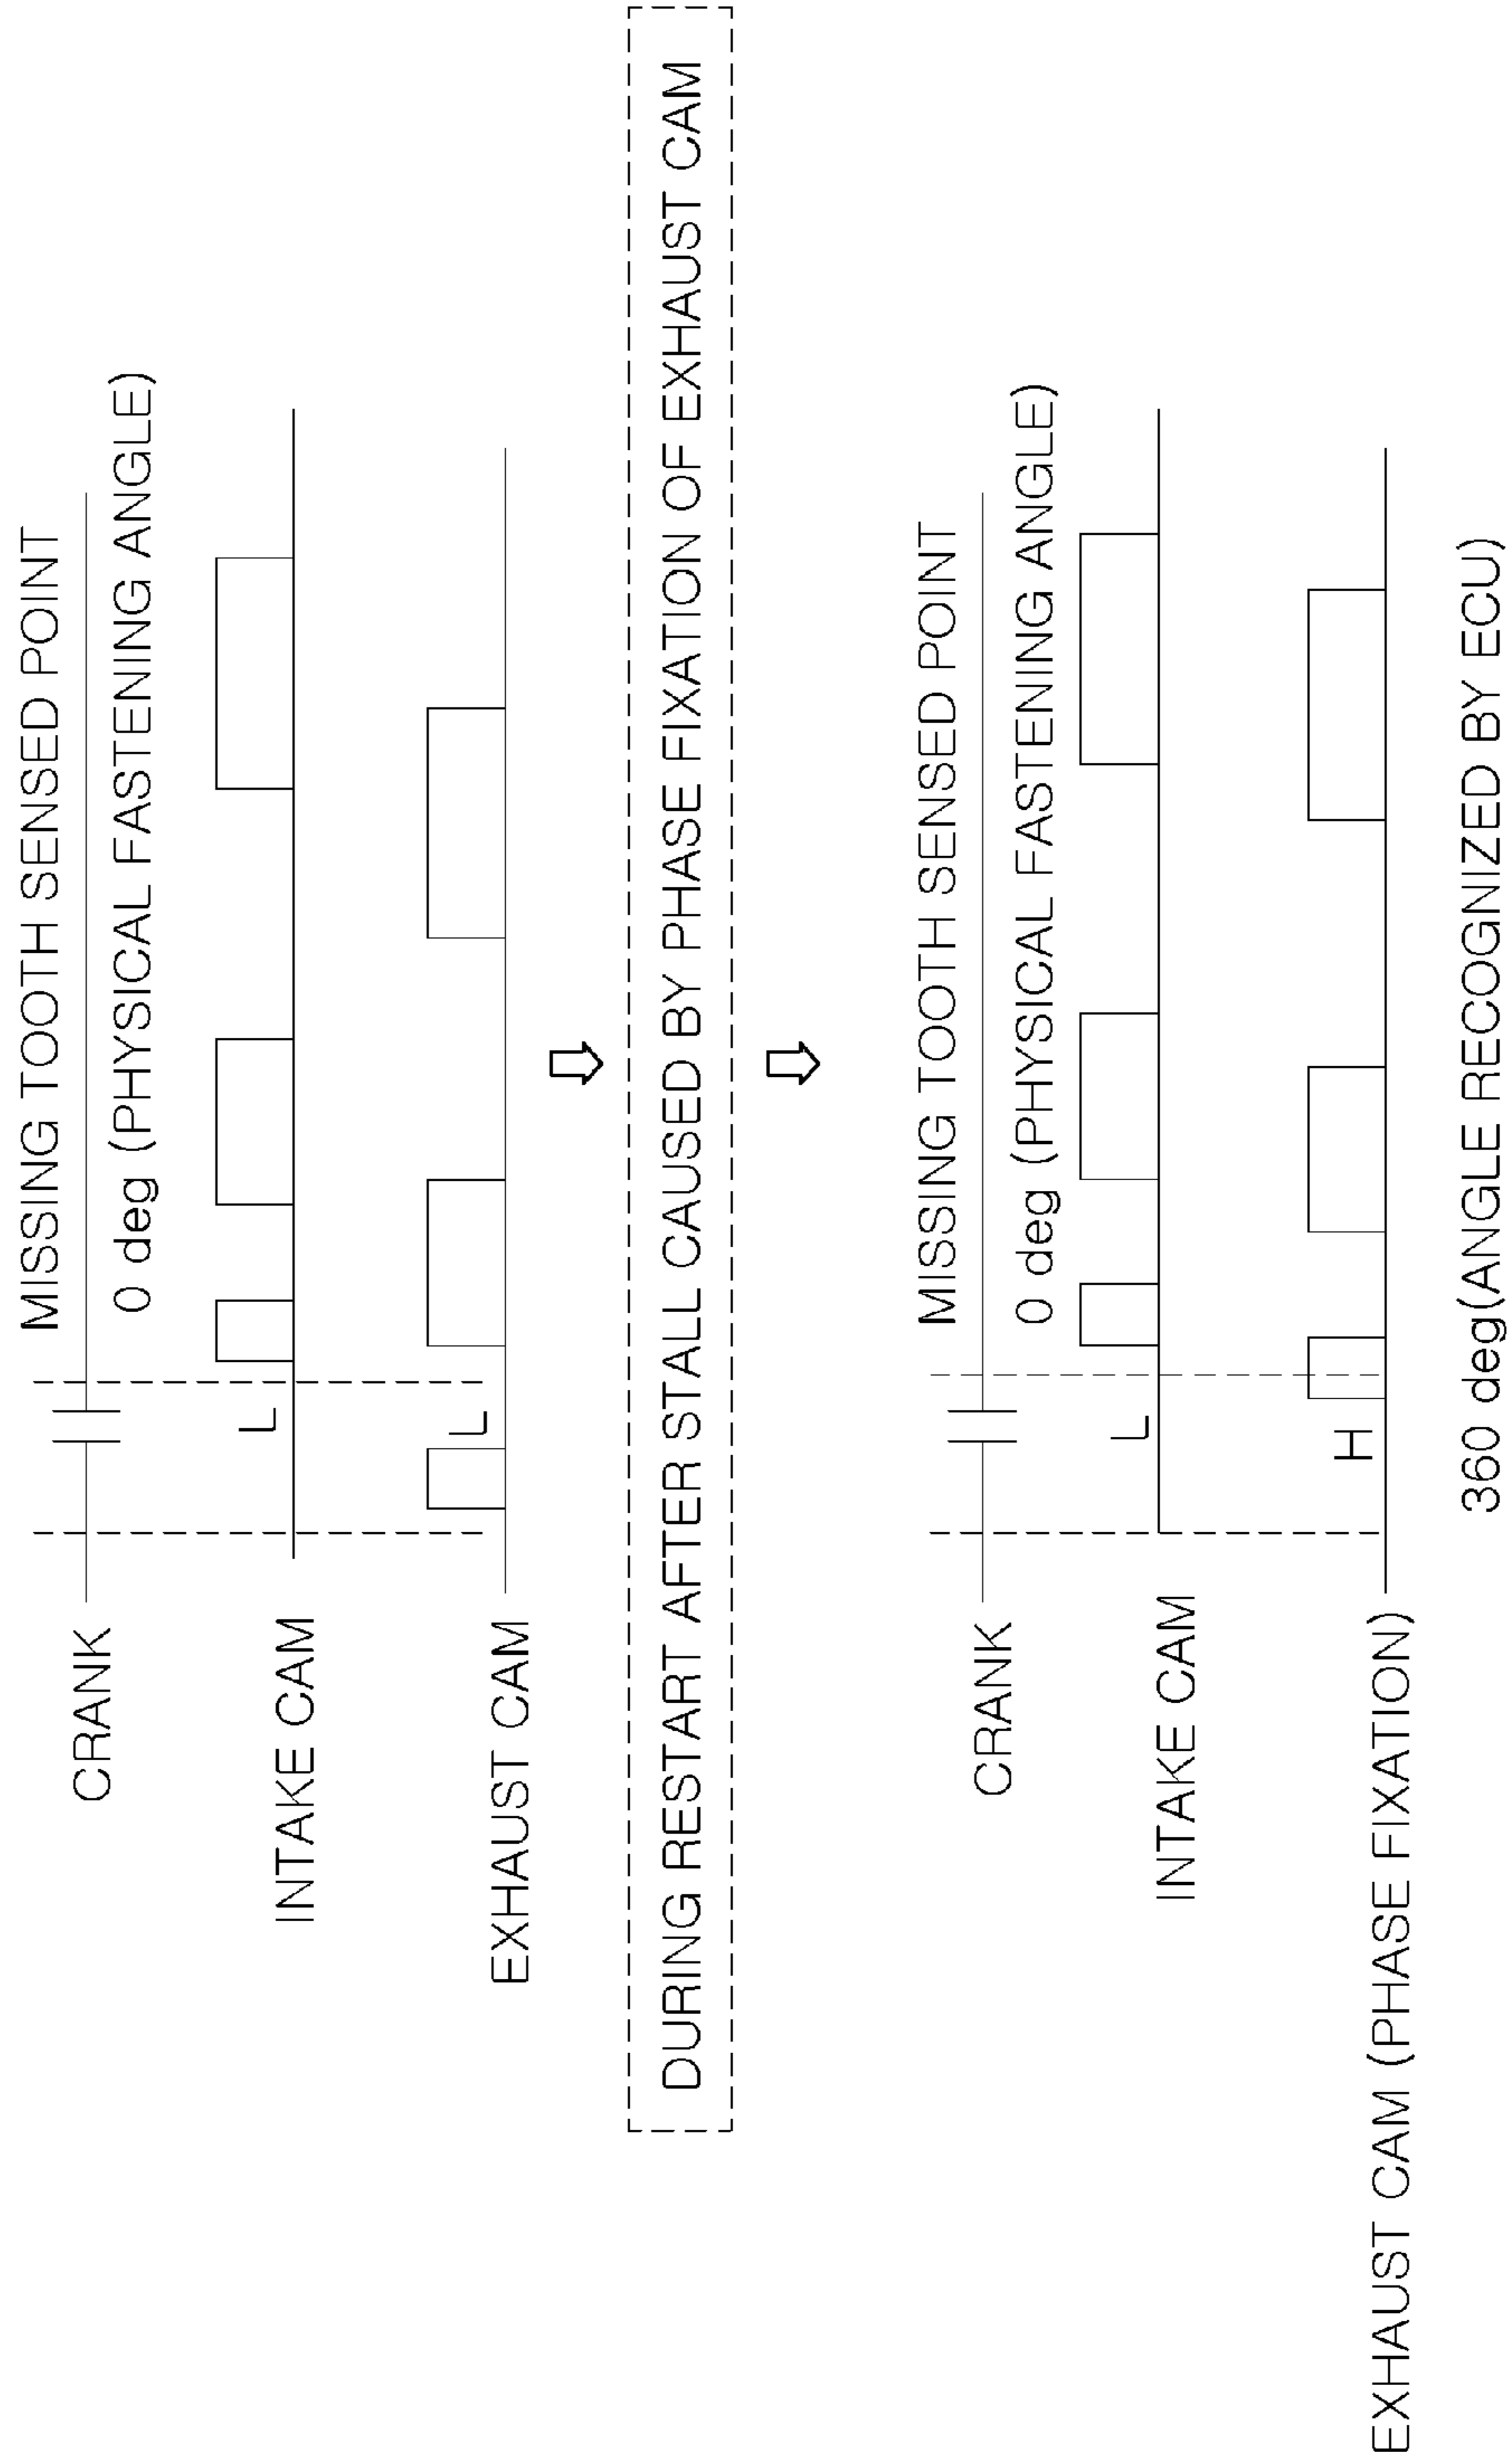 MISSING TOOTH SENSED POINT
CRANK
0 deg (PHYSICAL FASTENING ANGLE)
INTAKE CAM
L
EXHAUST CAM
L
DURING RESTART AFTER STALL CAUSED BY PHASE FIXATION OF EXHAUST CAM
MISSING TOOTH SENSED POINT
CRANK
0 deg (PHYSICAL FASTENING ANGLE)
INTAKE CAM
L
EXHAUST CAM (PHASE FIXATION)
H
360 deg(ANGLE RECOGNIZED BY ECU)